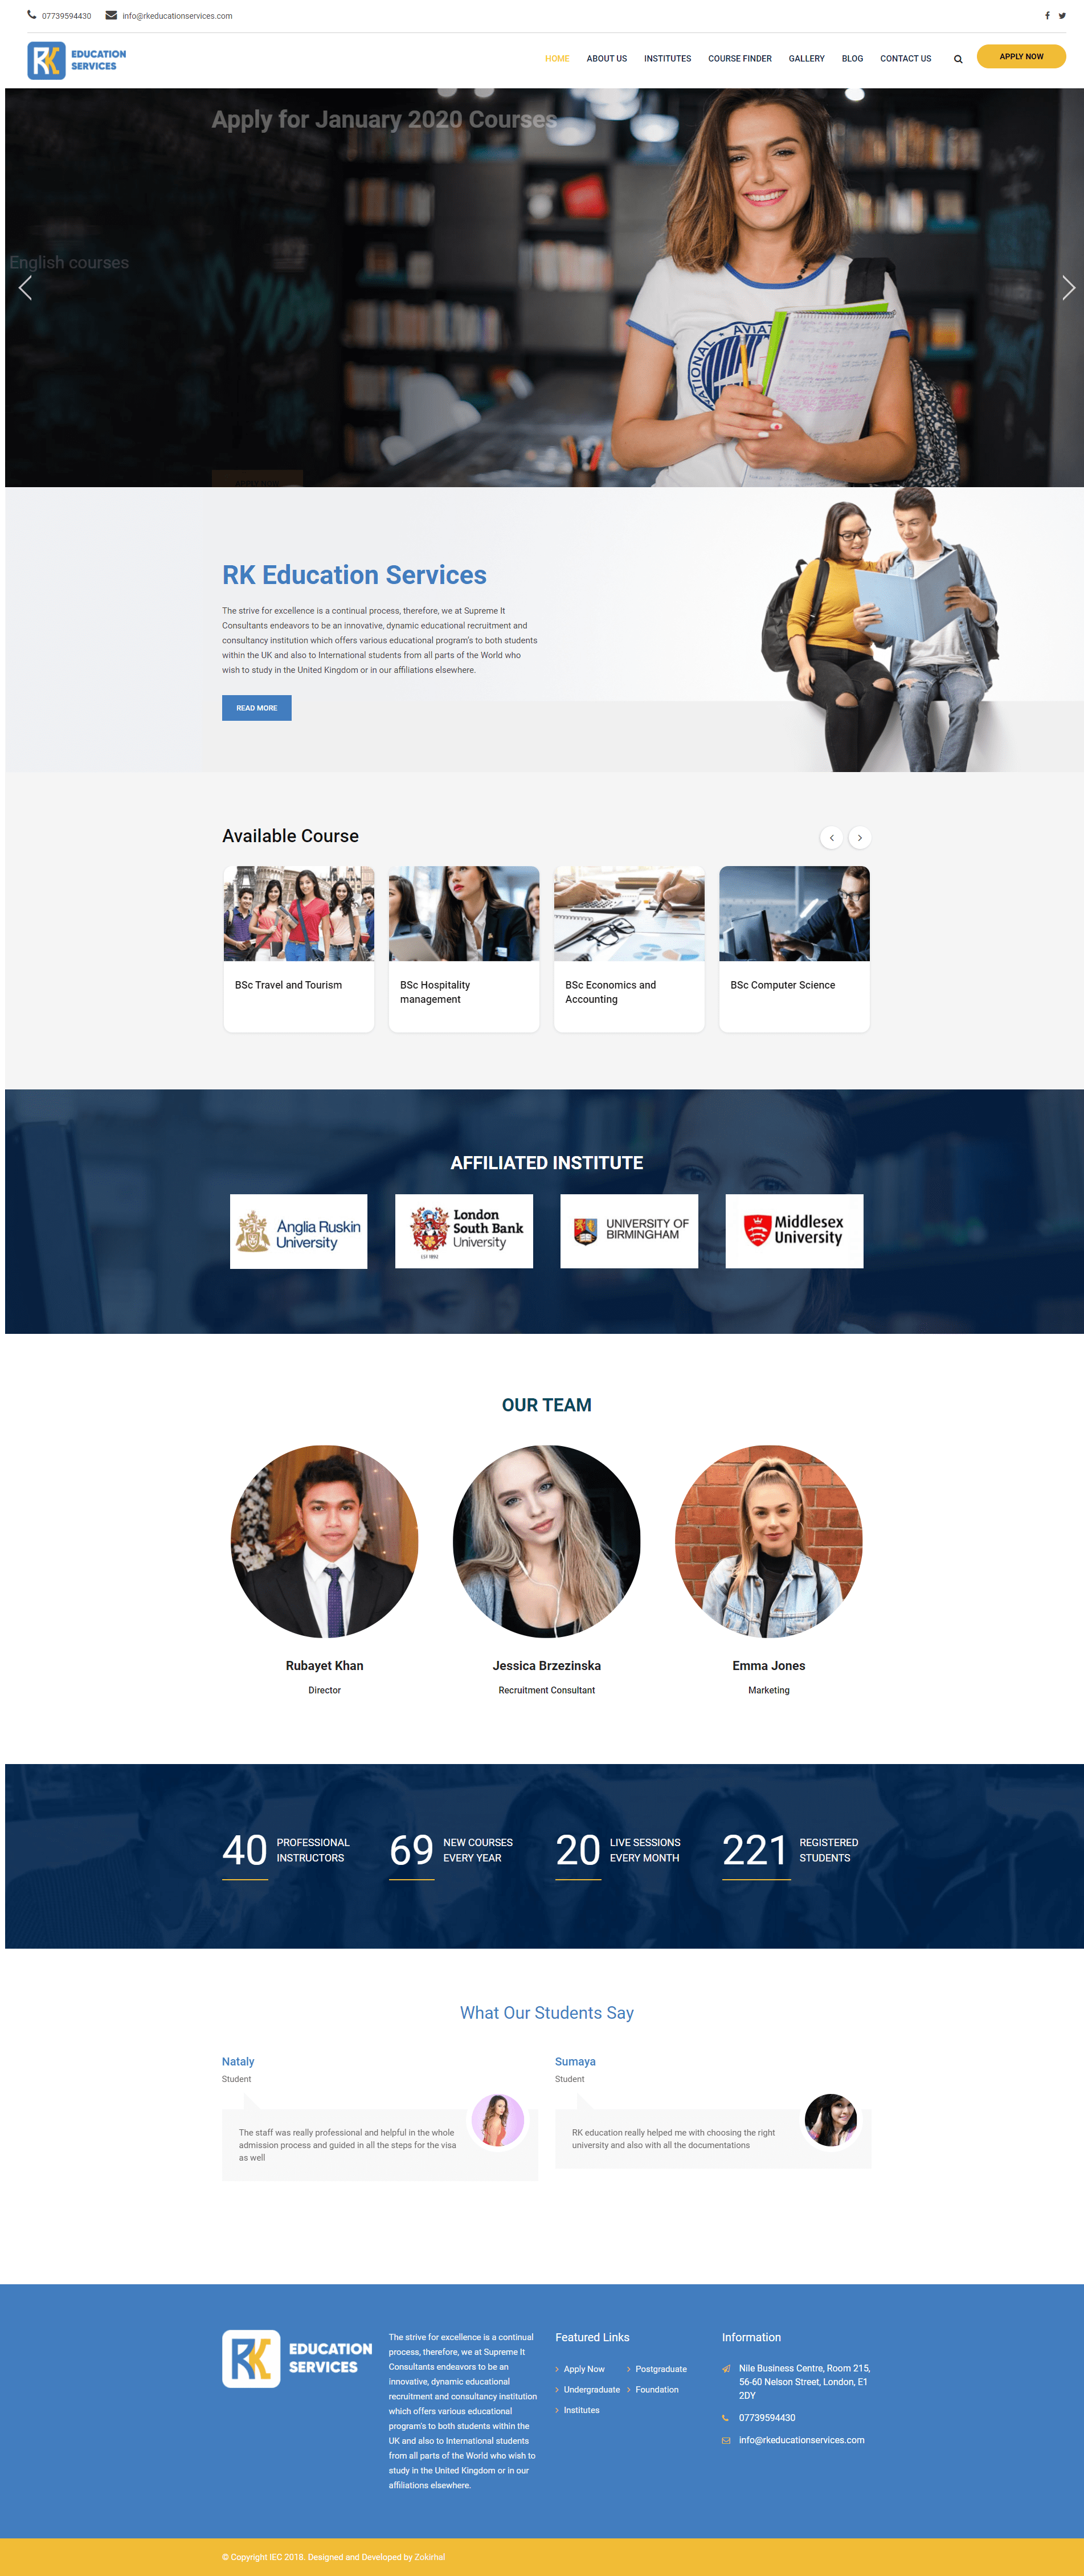 07739594430 info@rkeducationservices.com
RK EDUCATION SERVICES
HOME ABOUT US INSTITUTES COURSE FINDER GALLERY BLOG CONTACT US APPLY NOW
Apply for January 2020 Courses
English courses
AVIAT
RK Education Services
The strive for excellence is a continual process, therefore, we at Supreme It
Consultants endeavors to be an innovative, dynamic educational recruitment and
consultancy institution which offers various educational program's to both students
within the UK and also to International students from all parts of the World who
wish to study in the United Kingdom or in our affiliations elsewhere.
READ MORE
Available Course
BSc Travel and Tourism
BSc Hospitality
management
BSc Economics and
Accounting
BSc Computer Science
AFFILIATED INSTITUTE
Anglia Ruskin
University
London
South Bank
University
EST 1892
UNIVERSITY OF
BIRMINGHAM
Middlesex
University
OUR TEAM
Rubayet Khan
Director
Jessica Brzezinska
Recruitment Consultant
Emma Jones
Marketing
40 PROFESSIONAL
INSTRUCTORS
69 NEW COURSES
EVERY YEAR
20 LIVE SESSIONS
EVERY MONTH
221 REGISTERED
STUDENTS
What Our Students Say
Nataly
Student
The staff was really professional and helpful in the whole
admission process and guided in all the steps for the visa
as well
Sumaya
Student
RK education really helped me with choosing the right
university and also with all the documentations
RK EDUCATION
SERVICES
The strive for excellence is a continual
process, therefore, we at Supreme It
Consultants endeavors to be an
innovative, dynamic educational
recruitment and consultancy institution
which offers various educational
program's to both students within the
UK and also to International students
from all parts of the World who wish to
study in the United Kingdom or in our
affiliations elsewhere.
Featured Links
Apply Now
Undergraduate
Institutes
Postgraduate
Foundation
Information
Nile Business Centre, Room 215,
56-60 Nelson Street, London, E1
2DY
07739594430
info@rkeducationservices.com
© Copyright IEC 2018. Designed and Developed by Zokirhal